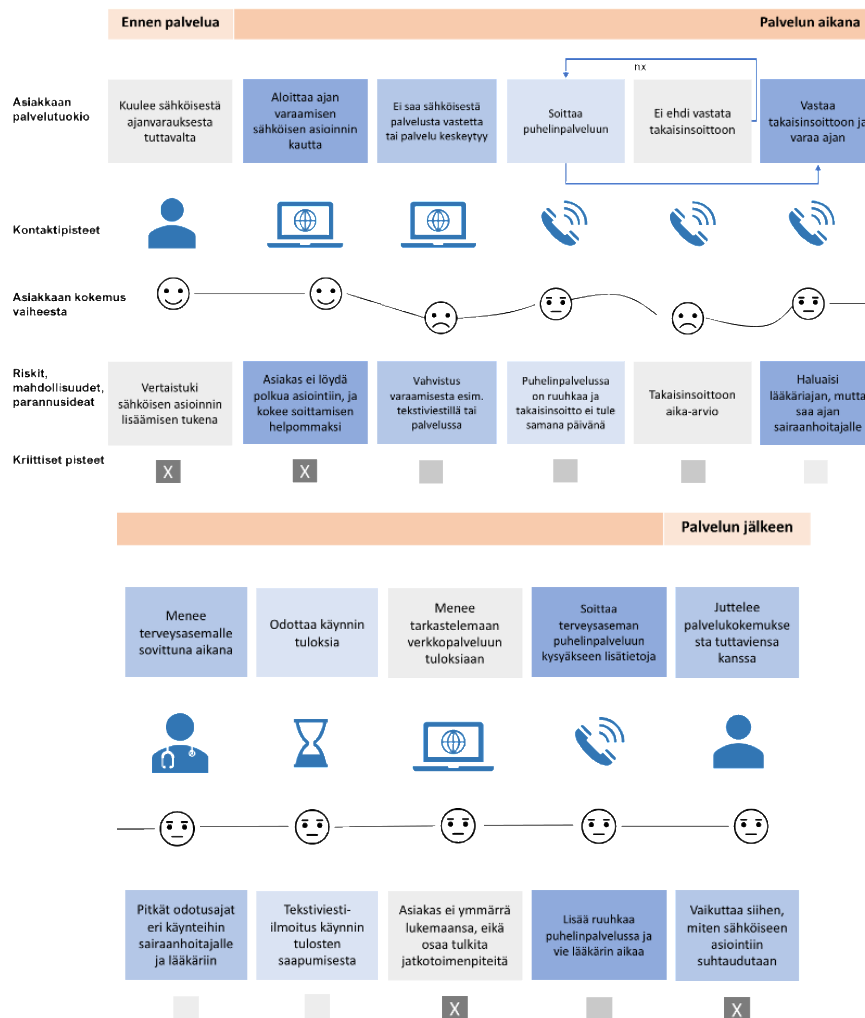 Ennen palvelua
Palvelun aikana
Asiakkaan
palvelutuokio
Kuulee sähköisestä
ajanvarauksesta
tuttavalta
Aloittaa ajan
varaamisen
sähköisen asioinnin
kautta
Ei saa sähköisestä
palvelusta vastetta
tai palvelu keskeytyy
Soittaa
puhelinpalveluun
Ei ehdi vastata
takaisinsoittoon
n.x
Vastaa
takaisinsoittoon ja
varaa ajan
Kontaktipisteet
Asiakkaan kokemus
vaiheesta
Riskit,
mahdollisuudet,
parannusideat
Vertaistuki
sähköisen asioinnin
lisäämisen tukena
Asiakas ei löydä
polkua asiointiin, ja
kokee soittamisen
helpommaksi
Vahvistus
varaamisesta esim.
tekstiviestillä tai
palvelussa
Puhelinpalvelussa
on ruuhkaa ja
takaisinsoitto ei tule
samana päivänä
Takaisinsoittoon
aika-arvio
Haluaisi
lääkäriajan, mutta
saa ajan
sairaanhoitajalle
Kriittiset pisteet
X
X
Palvelun jälkeen
Menee
terveysasemalle
sovittuna aikana
Odottaa käynnin
tuloksia
Menee
tarkastelemaan
verkkopalveluun
tuloksiaan
Soittaa
terveysaseman
puhelinpalveluun
kysyäkseen lisätietoja
Juttelee
palvelukokemukse
sta tuttaviensa
kanssa
Pitkät odotusajat
eri käynteihin
sairaanhoitajalle
ja lääkäriin
Tekstiviesti-
ilmoitus käynnin
tulosten
saapumisesta
Asiakas ei ymmärrä
lukemaansa, eikä
osaa tulkita
jatkotoimenpiteitä
Lisää ruuhkaa
puhelinpalvelussa ja
vie lääkärin aikaa
Vaikuttaa siihen,
miten sähköiseen
asiointiin
suhtaudutaan
X
X